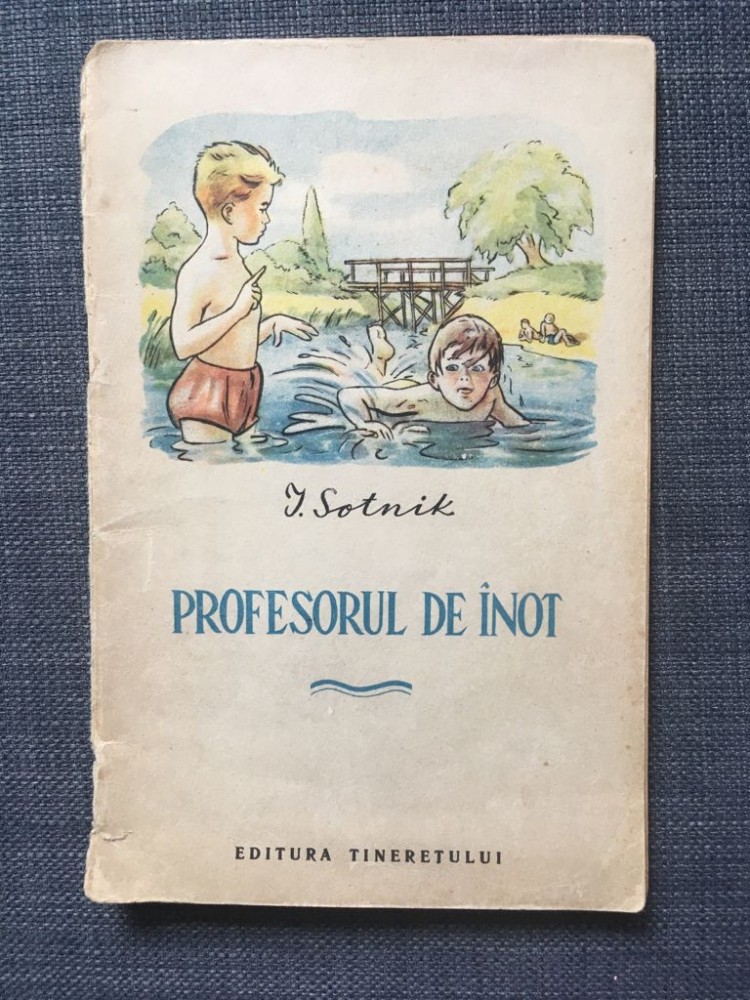 I. Sotnik
PROFESORUL DE ÎNOT
EDITURA TINERETULUI